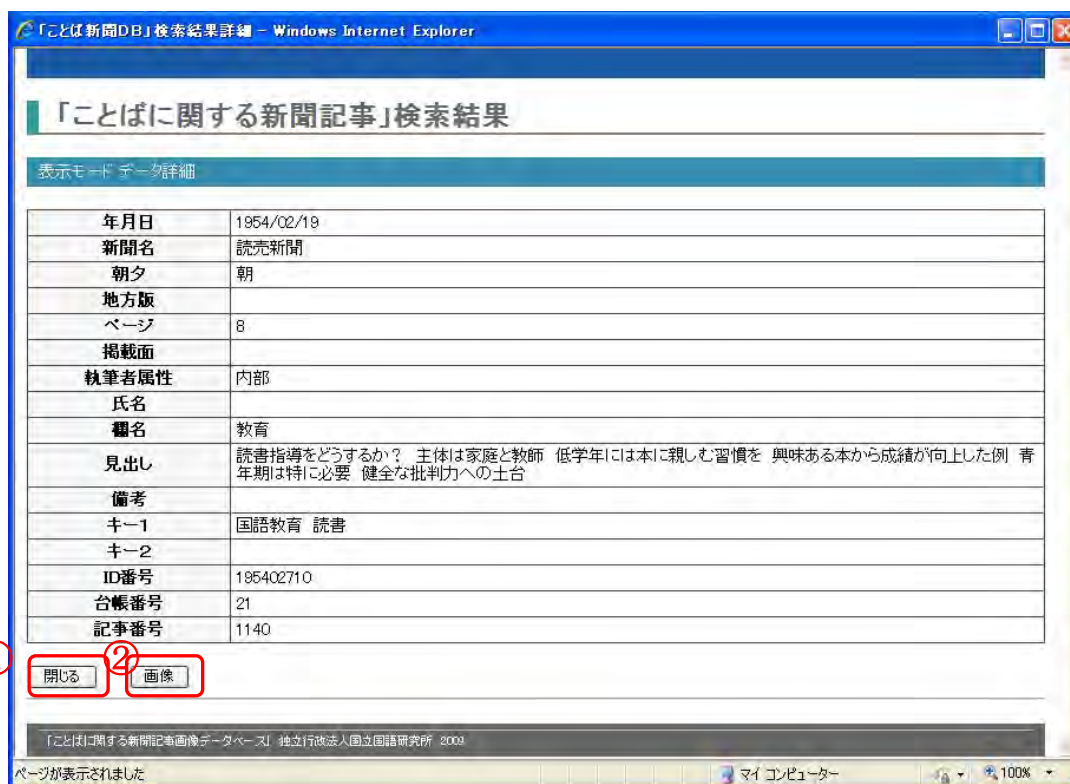 「ことば新聞DB」検索結果詳細 - Windows Internet Explorer
「ことばに関する新聞記事」検索結果
表示モード データ詳細
年月日 1954/02/19
新聞名 読売新聞
朝夕 朝
地方版
ページ 8
掲載面
執筆者属性 内部
氏名
欄名 教育
見出し 読書指導をどうするか？ 主体は家庭と教師 低学年には本に親しむ習慣を 興味ある本から成績が向上した例 青
年期は特に必要 健全な批判力への土台
備考
キー1 国語教育 読書
キー2
ID番号 195402710
台帳番号 21
記事番号 1140
閉じる ② 画像
「ことばに関する新聞記事画像データベース」 独立行政法人国立国語研究所 2009
ページが表示されました マイ コンピューター 100%